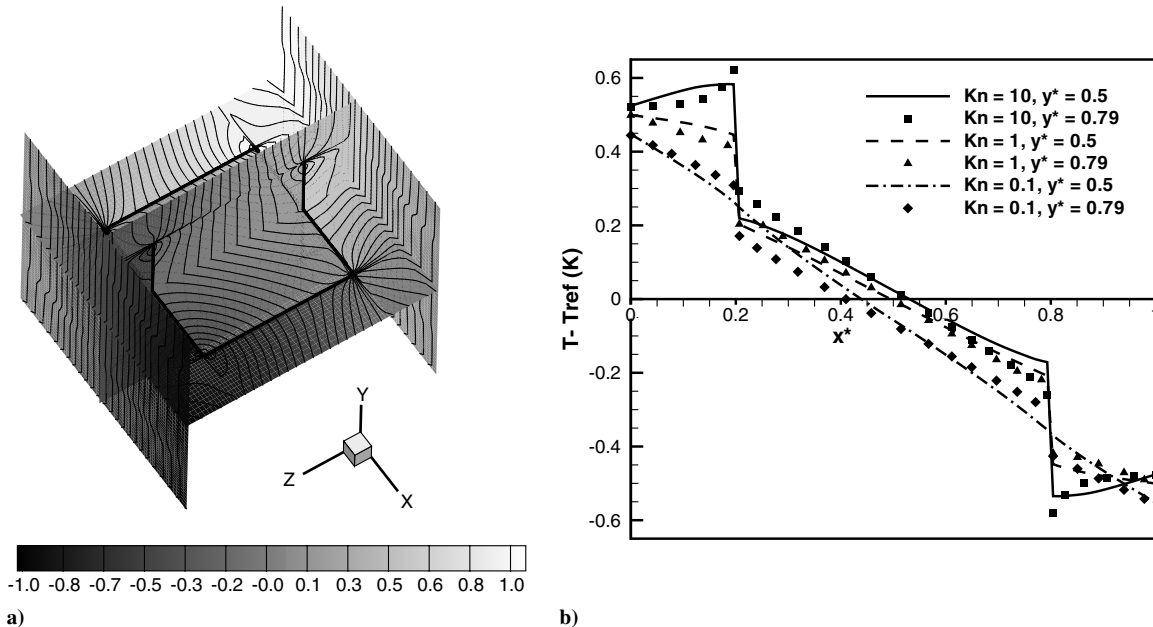 Y
Z
X
-1.0 -0.8 -0.7 -0.5 -0.3 -0.2 -0.0 0.1 0.3 0.5 0.6 0.8 1.0
a)
T- Tref (K)
0.6
0.4
0.2
0
-0.2
-0.4
-0.6
0 0.2 0.4 0.6 0.8 1
x*
Kn = 10, y* = 0.5
Kn = 10, y* = 0.79
Kn = 1, y* = 0.5
Kn = 1, y* = 0.79
Kn = 0.1, y* = 0.5
Kn = 0.1, y* = 0.79
b)